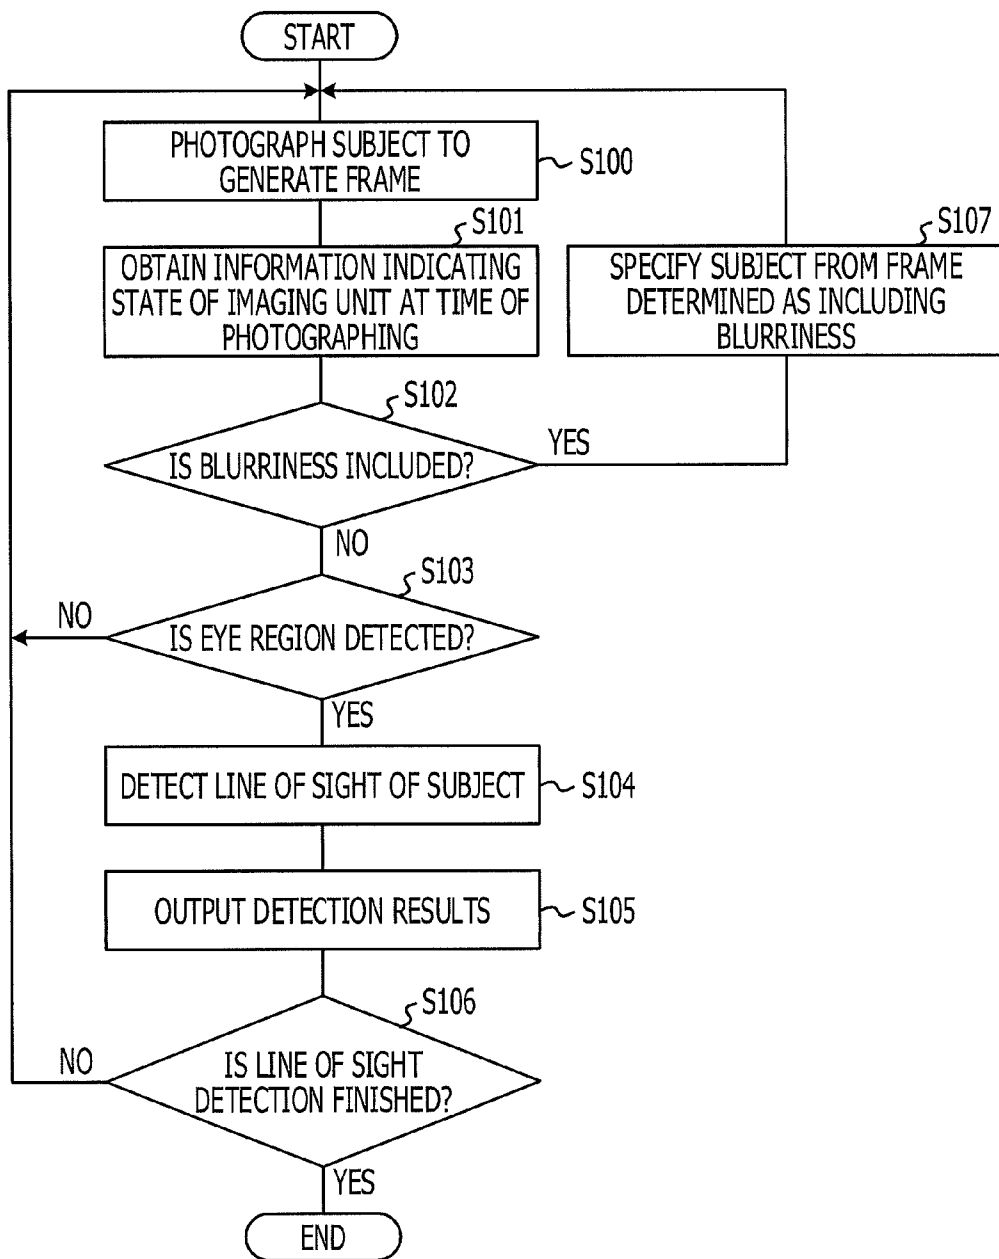 START
PHOTOGRAPH SUBJECT TO
GENERATE FRAME
S100
S101
OBTAIN INFORMATION INDICATING
STATE OF IMAGING UNIT AT TIME OF
PHOTOGRAPHING
S107
SPECIFY SUBJECT FROM FRAME
DETERMINED AS INCLUDING
BLURRINESS
S102
IS BLURRINESS INCLUDED?
YES
NO
S103
IS EYE REGION DETECTED?
NO
YES
DETECT LINE OF SIGHT OF SUBJECT
S104
OUTPUT DETECTION RESULTS
S105
S106
NO
IS LINE OF SIGHT
DETECTION FINISHED?
YES
END